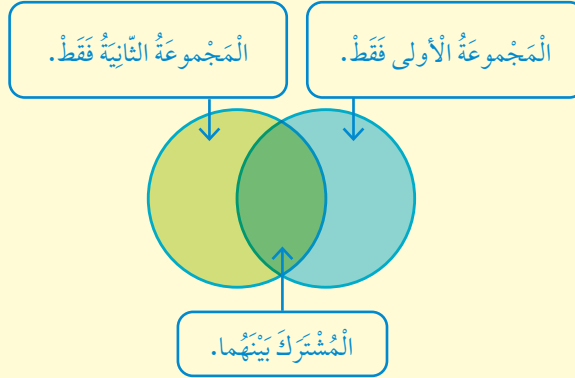 الْمَجْموعَةُ الْأولى فَقَطْ.
الْمَجْموعَةُ الثّانِيَةُ فَقَطْ.
الْمُشْتَرَكَ بَيْنَهُما.